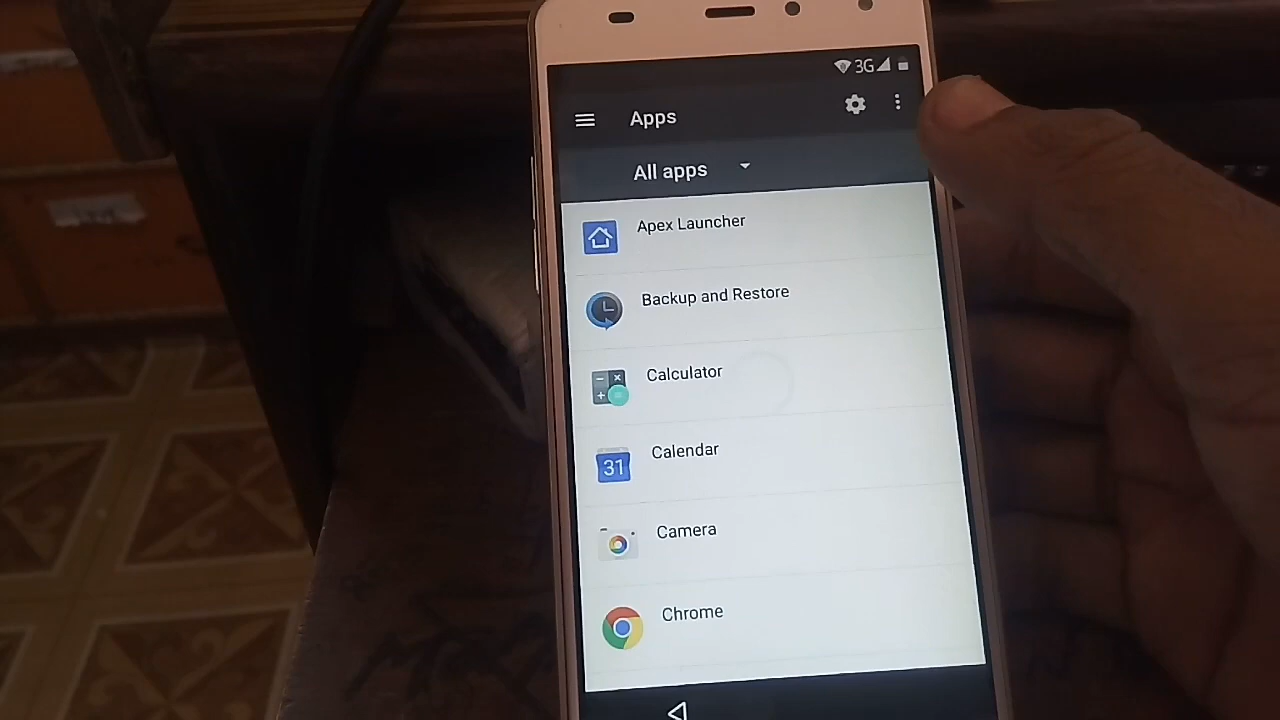 3G
Apps
All apps
Apex Launcher
Backup and Restore
Calculator
31
Calendar
Camera
Chrome